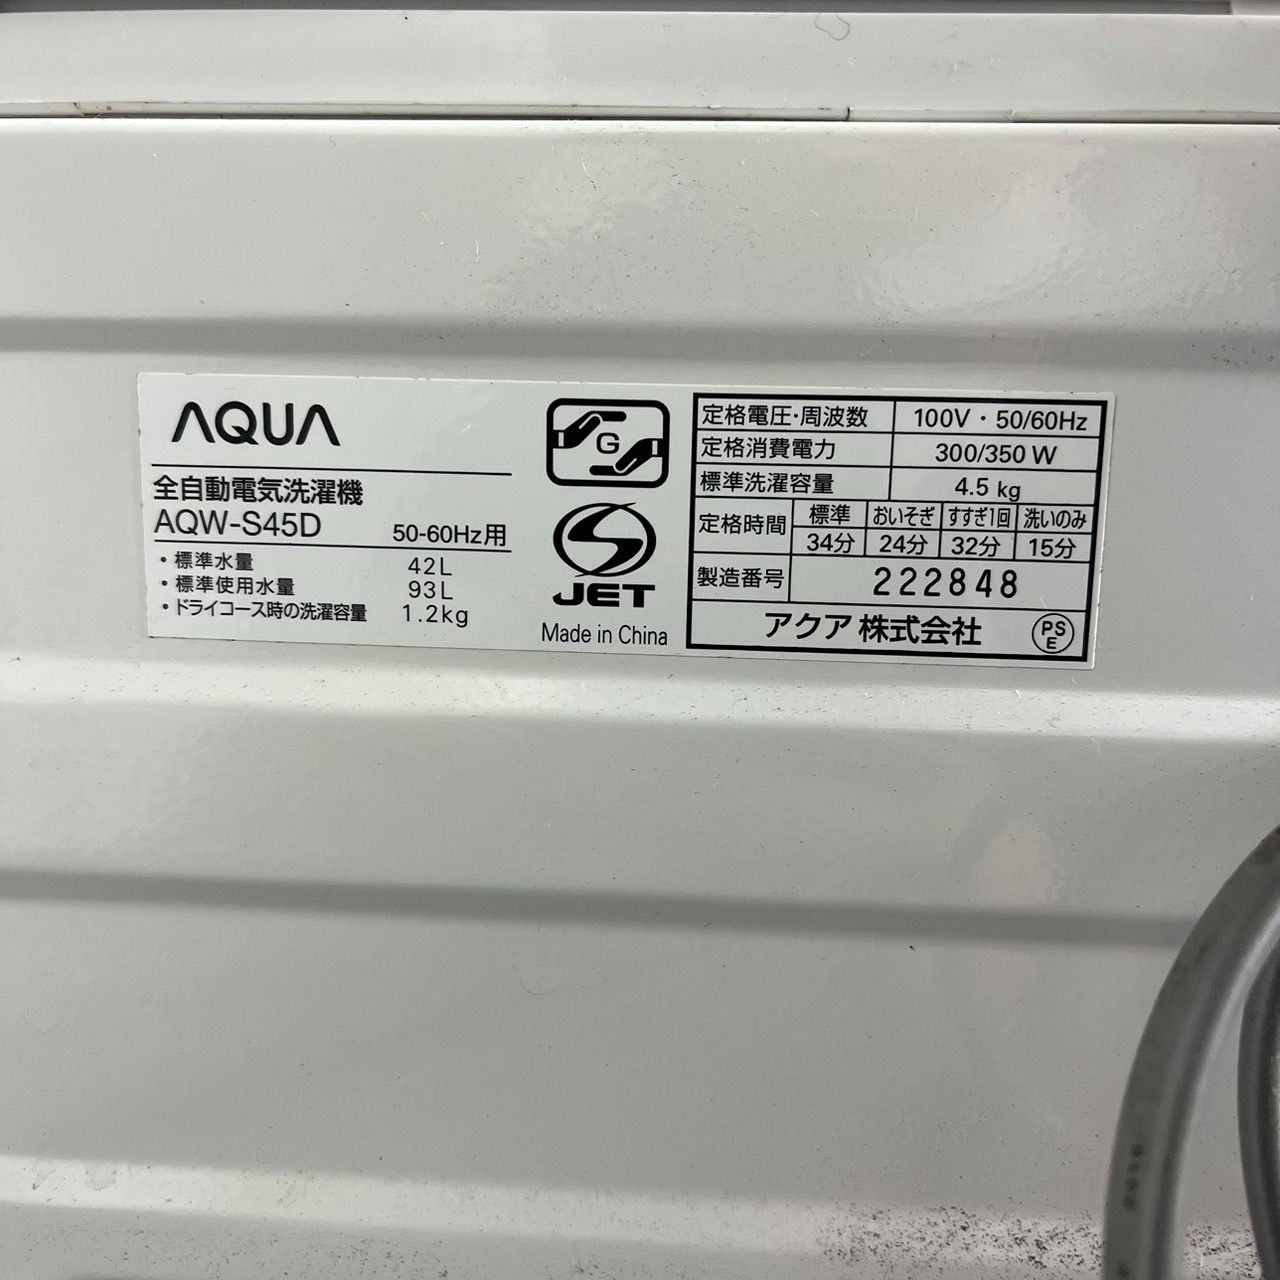 AQUA
全自動電気洗濯機
AQW-S45D 50-60Hz用
・標準水量 42L
・標準使用水量 93L
・ドライコース時の洗濯容量 1.2kg
G
S
JET
Made in China
定格電圧・周波数 100V・50/60Hz
定格消費電力 300/350 W
標準洗濯容量 4.5 kg
定格時間 標準 おいそぎ すすぎ1回 洗いのみ
34分 24分 32分 15分
製造番号 222848
アクア株式会社
PS
E